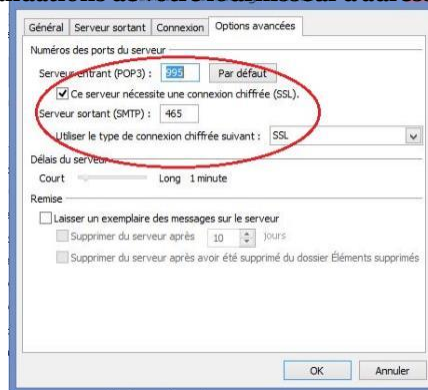 Général Serveur sortant Connexion Options avancées
Numéros des ports du serveur
Serveur entrant (POP3) : 995 Par défaut
Ce serveur nécessite une connexion chiffrée (SSL).
Serveur sortant (SMTP) : 465
Utiliser le type de connexion chiffrée suivant : SSL
Délais du serveur
Court Long 1 minute
Remise
Laisser un exemplaire des messages sur le serveur
Supprimer du serveur après 10 jours
Supprimer du serveur après avoir été supprimé du dossier Éléments supprimés
OK Annuler